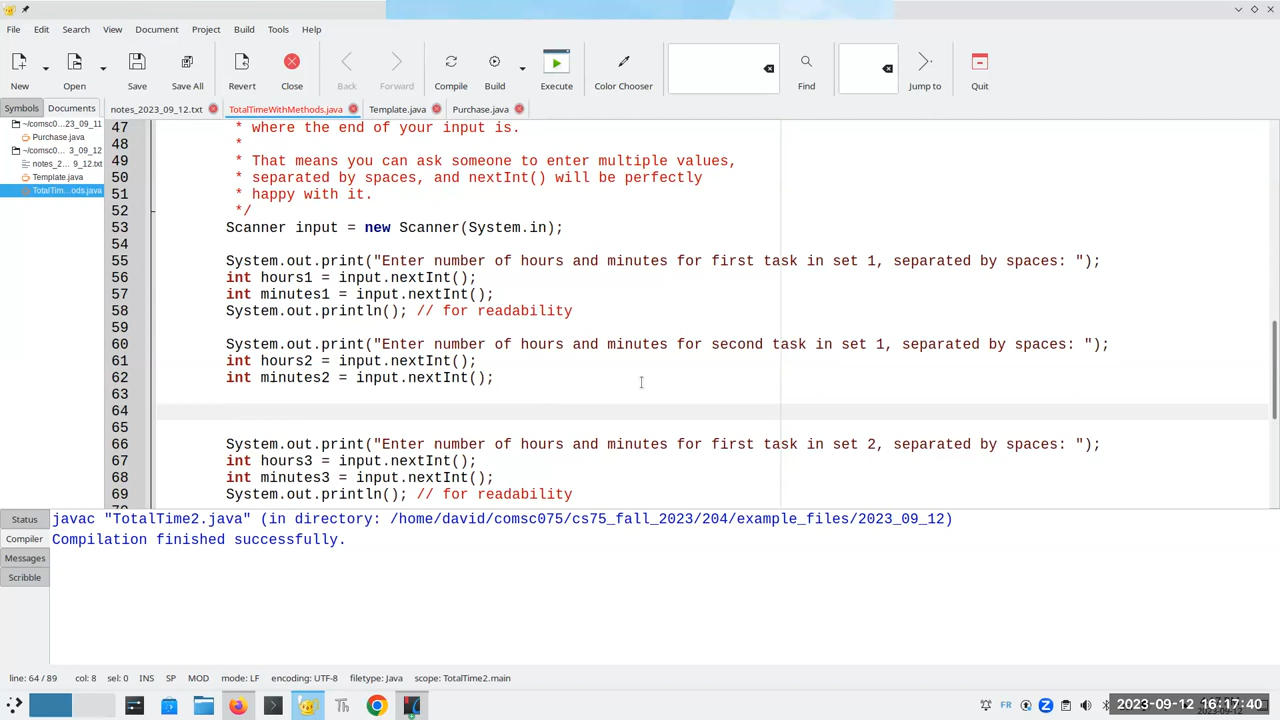 File Edit Search View Document Project Build Tools Help
New Open Save Save All Revert Close Back Forward Compile Build Execute Color Chooser Find Jump to Quit
Symbols Documents notes_2023_09_12.txt TotalTimeWithMethods.java Template.java Purchase.java
~/comsc0...23_09_11
Purchase.java
~/comsc0... 3_09_12
notes_2... 9_12.txt
Template.java
TotalTim...ods.java
47 * where the end of your input is.
48 *
49 * That means you can ask someone to enter multiple values,
50 * separated by spaces, and nextInt() will be perfectly
51 * happy with it.
52 */
53 Scanner input = new Scanner(System.in);
54
55 System.out.print("Enter number of hours and minutes for first task in set 1, separated by spaces: ");
56 int hours1 = input.nextInt();
57 int minutes1 = input.nextInt();
58 System.out.println(); // for readability
59
60 System.out.print("Enter number of hours and minutes for second task in set 1, separated by spaces: ");
61 int hours2 = input.nextInt();
62 int minutes2 = input.nextInt();
63
64
65
66 System.out.print("Enter number of hours and minutes for first task in set 2, separated by spaces: ");
67 int hours3 = input.nextInt();
68 int minutes3 = input.nextInt();
69 System.out.println(); // for readability
Status
Compiler
Messages
Scribble
javac "TotalTime2.java" (in directory: /home/david/comsc075/cs75_fall_2023/204/example_files/2023_09_12)
Compilation finished successfully.
line: 64 / 89 col: 8 sel: 0 INS SP MOD mode: LF encoding: UTF-8 filetype: Java scope: TotalTime2.main
FR
2023-09-12 16:17:40